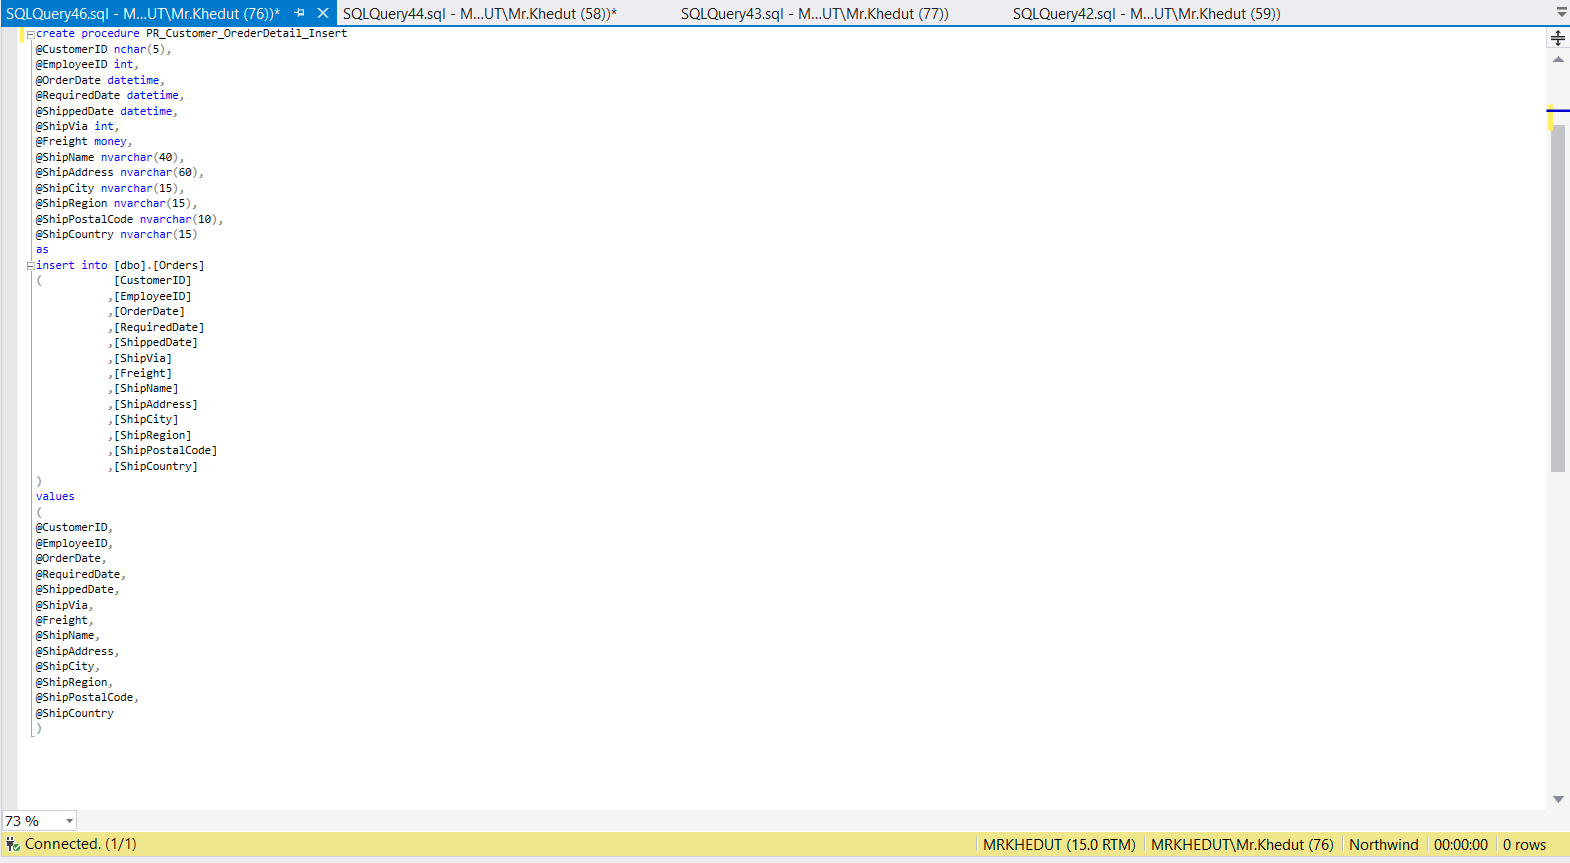 SQLQuery46.sql - M...UT\Mr.Khedut (76))* SQLQuery44.sql - M...UT\Mr.Khedut (58))* SQLQuery43.sql - M...UT\Mr.Khedut (77)) SQLQuery42.sql - M...UT\Mr.Khedut (59))
create procedure PR_Customer_OrederDetail_Insert
@CustomerID nchar(5),
@EmployeeID int,
@OrderDate datetime,
@RequiredDate datetime,
@ShippedDate datetime,
@ShipVia int,
@Freight money,
@ShipName nvarchar(40),
@ShipAddress nvarchar(60),
@ShipCity nvarchar(15),
@ShipRegion nvarchar(15),
@ShipPostalCode nvarchar(10),
@ShipCountry nvarchar(15)
as
insert into [dbo].[Orders]
( [CustomerID]
,[EmployeeID]
,[OrderDate]
,[RequiredDate]
,[ShippedDate]
,[ShipVia]
,[Freight]
,[ShipName]
,[ShipAddress]
,[ShipCity]
,[ShipRegion]
,[ShipPostalCode]
,[ShipCountry]
)
values
(
@CustomerID,
@EmployeeID,
@OrderDate,
@RequiredDate,
@ShippedDate,
@ShipVia,
@Freight,
@ShipName,
@ShipAddress,
@ShipCity,
@ShipRegion,
@ShipPostalCode,
@ShipCountry
)
73 %
Connected. (1/1) MRKHEDUT (15.0 RTM) MRKHEDUT\Mr.Khedut (76) Northwind 00:00:00 0 rows